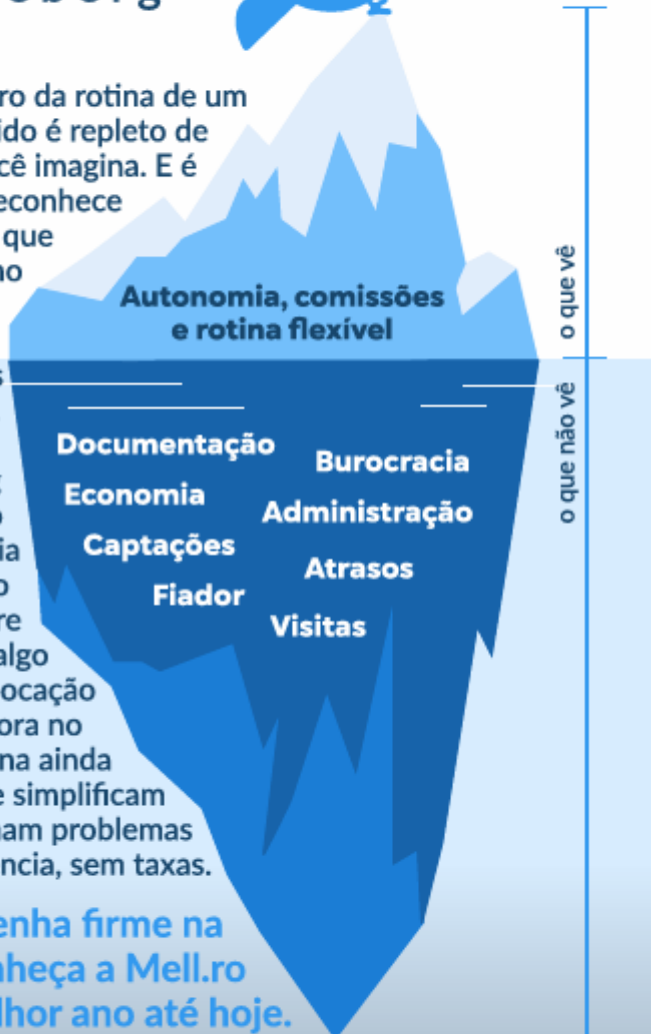 ro da rotina de um
ido é repleto de
cê imagina. E é
econhece
que
no
s
o
ia
o
re
algo
ocação
ora no
na ainda
e simplificam
nam problemas
ncia, sem taxas.
enha firme na
nheça a Mell.ro
lhor ano até hoje.
Autonomia, comissões
e rotina flexível
Documentação
Burocracia
Economia
Administração
Captações
Atrasos
Fiador
Visitas
o que vê
o que não vê